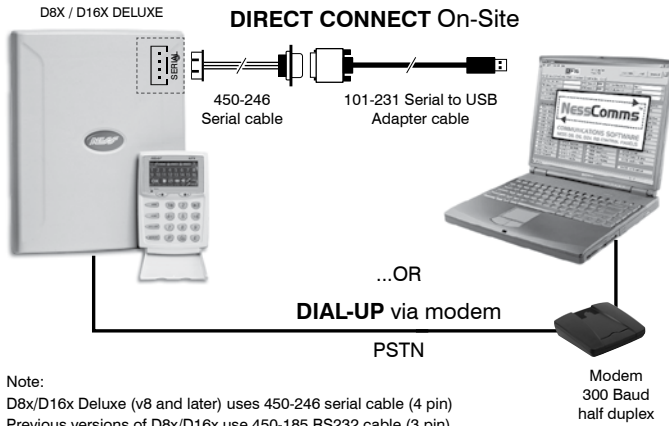 D8X / D16X DELUXE
DIRECT CONNECT On-Site
SERIAL
450-246
Serial cable
101-231 Serial to USB
Adapter cable
NessComms
COMMUNICATIONS SOFTWARE
...OR
DIAL-UP via modem
PSTN
Modem
300 Baud
half duplex
Note:
D8x/D16x Deluxe (v8 and later) uses 450-246 serial cable (4 pin)
Previous versions of D8x/D16x use 450-185 RS232 cable (3 pin)